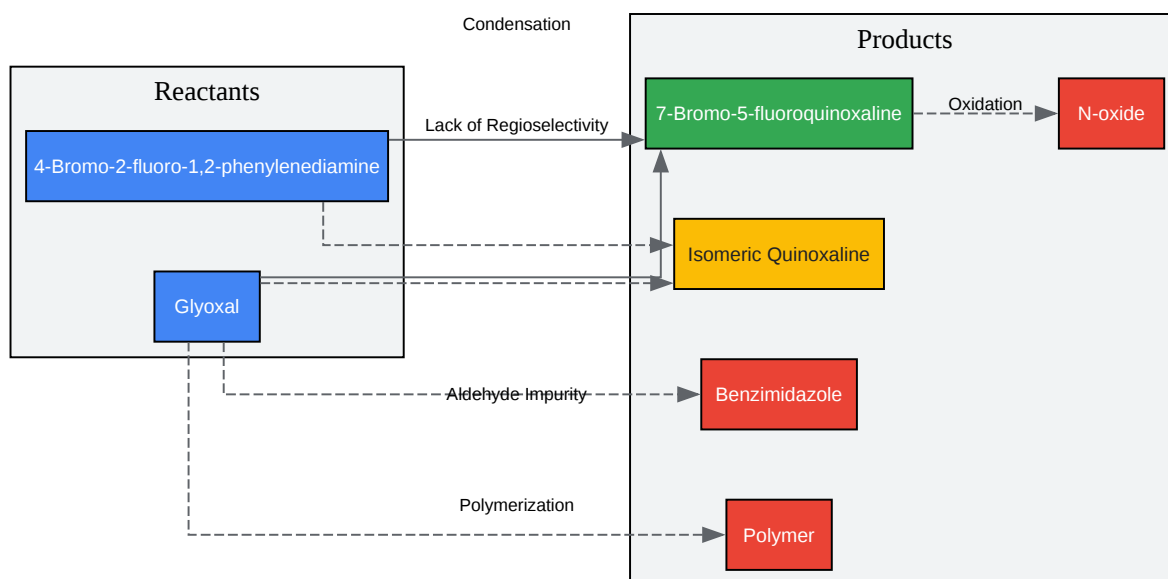 Condensation
Products
Reactants
7-Bromo-5-fluoroquinoxaline
Oxidation
N-oxide
Lack of Regioselectivity
4-Bromo-2-fluoro-1,2-phenylenediamine
Isomeric Quinoxaline
Glyoxal
Aldehyde Impurity
Benzimidazole
Polymerization
Polymer